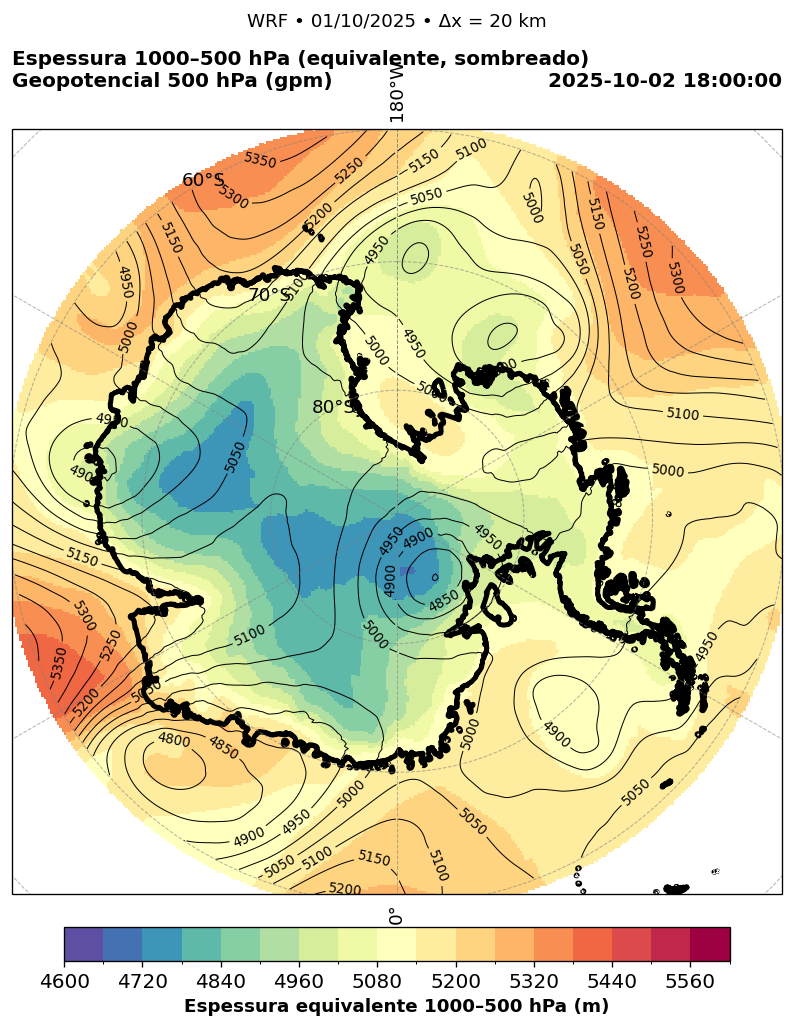 WRF • 01/10/2025 • Δx = 20 km
Espessura 1000–500 hPa (equivalente, sombreado)
Geopotencial 500 hPa (gpm) 2025-10-02 18:00:00
180°W
5350 5250 5150 5100
60°S
5300 5200 5050 5000 5150
5150 4950 5050 5250 5300
4950 5100 5200
70°S
5000 4950 5000
80°S 5000
5100
4950 5050 5000
490
4950 4900 4950
5150 4900 4850
5300 5250 5100 5000 4950
5350 5200
5050 4900 5000
4800 4850
5000 5050
4900 4950 5050
5050 5100 5150 5100
5200
0°
4600 4720 4840 4960 5080 5200 5320 5440 5560
Espessura equivalente 1000–500 hPa (m)